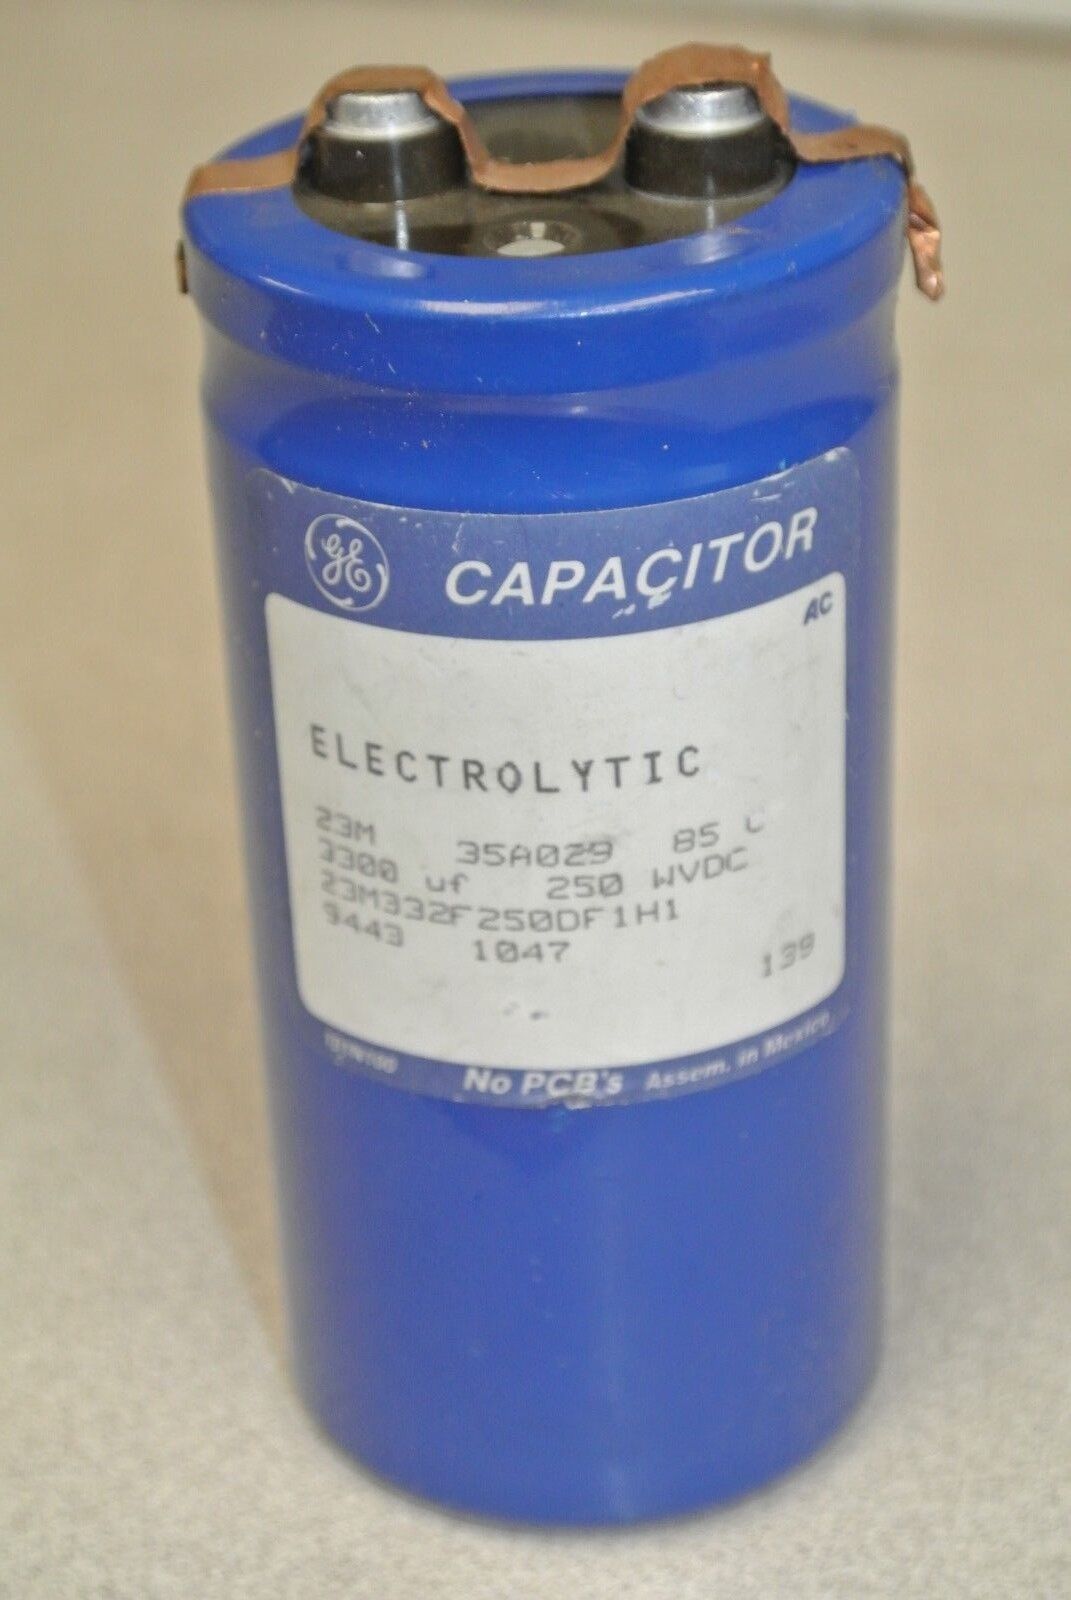 GE CAPACITOR
AC
ELECTROLYTIC
23M 35A029 85 C
3300 uf 250 WVDC
23M332F250DF1H1
9443 1047 139
No PCB's Assem. in Mexico